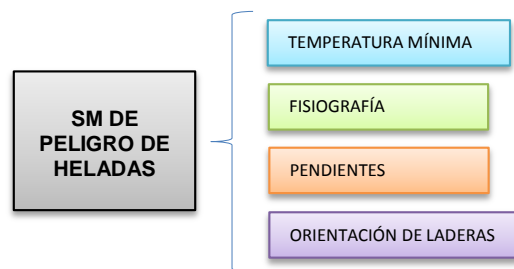 SM DE
PELIGRO DE
HELADAS
TEMPERATURA MÍNIMA
FISIOGRAFÍA
PENDIENTES
ORIENTACIÓN DE LADERAS